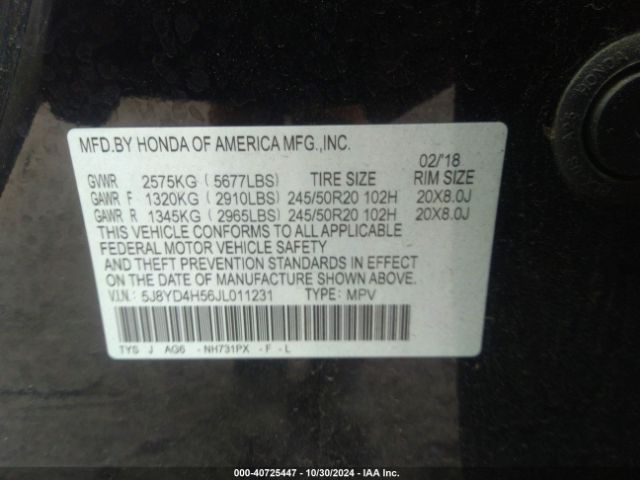 MFD.BY HONDA OF AMERICA MFG.,INC.
02/'18
GVWR 2575KG ( 5677LBS) TIRE SIZE RIM SIZE
GAWR F 1320KG ( 2910LBS) 245/50R20 102H 20X8.0J
GAWR R 1345KG ( 2965LBS) 245/50R20 102H 20X8.0J
THIS VEHICLE CONFORMS TO ALL APPLICABLE
FEDERAL MOTOR VEHICLE SAFETY
AND THEFT PREVENTION STANDARDS IN EFFECT
ON THE DATE OF MANUFACTURE SHOWN ABOVE.
V.I.N.: 5J8YD4H56JL011231 TYPE: MPV
TYS J AG6 - NH731PX - F - L
HONDA
000-40725447 - 10/30/2024 - IAA Inc.